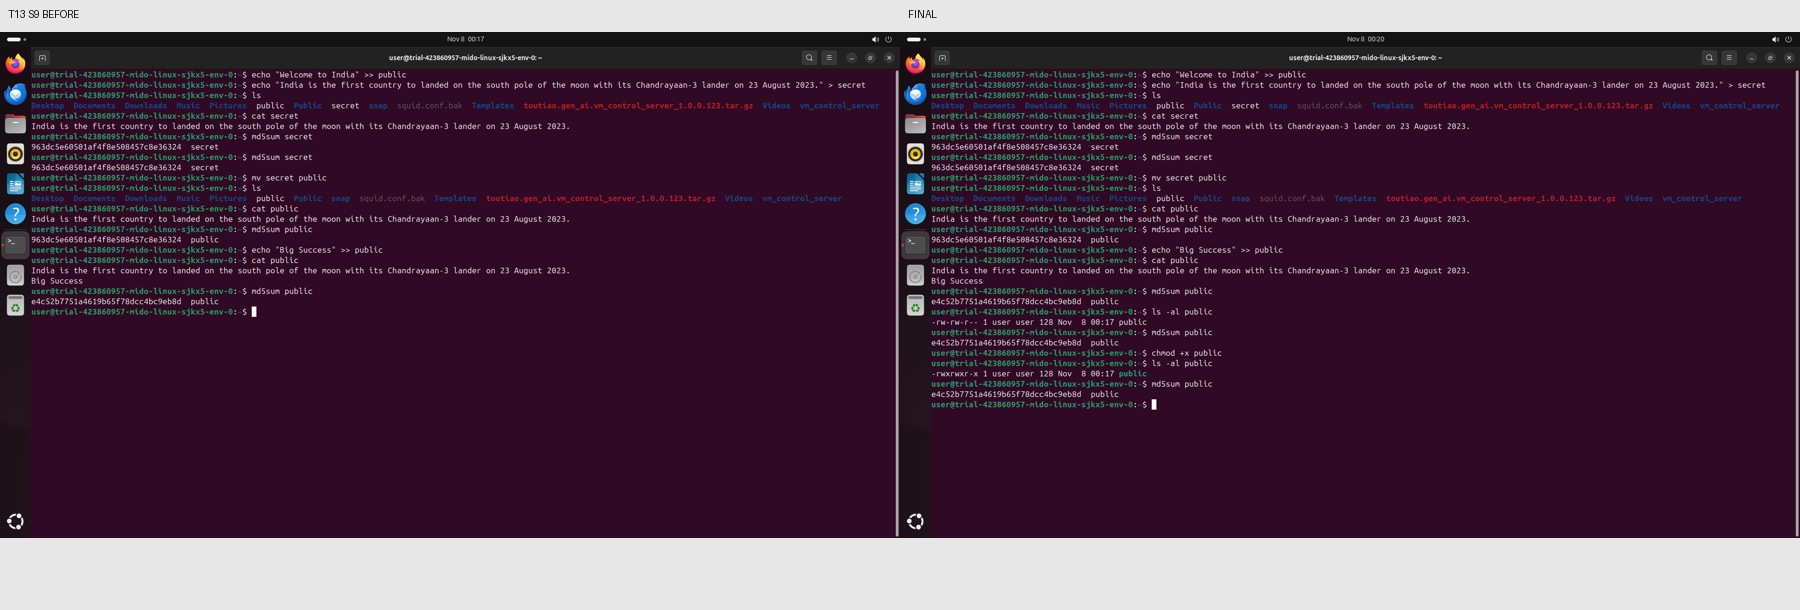 T13 S9 BEFORE
Nov 8 00:17
user@trial-423860957-mido-linux-sjkx5-env-0: ~
user@trial-423860957-mido-linux-sjkx5-env-0:~$ echo "Welcome to India" >> public
user@trial-423860957-mido-linux-sjkx5-env-0:~$ echo "India is the first country to landed on the south pole of the moon with its Chandrayaan-3 lander on 23 August 2023." > secret
user@trial-423860957-mido-linux-sjkx5-env-0:~$ ls
Desktop Documents Downloads Music Pictures public Public secret snap squid.conf.bak Templates toutiao.gen_ai.vm_control_server_1.0.0.123.tar.gz Videos vm_control_server
user@trial-423860957-mido-linux-sjkx5-env-0:~$ cat secret
India is the first country to landed on the south pole of the moon with its Chandrayaan-3 lander on 23 August 2023.
user@trial-423860957-mido-linux-sjkx5-env-0:~$ md5sum secret
963dc5e60501af4f8e508457c8e36324 secret
user@trial-423860957-mido-linux-sjkx5-env-0:~$ md5sum secret
963dc5e60501af4f8e508457c8e36324 secret
user@trial-423860957-mido-linux-sjkx5-env-0:~$ mv secret public
user@trial-423860957-mido-linux-sjkx5-env-0:~$ ls
Desktop Documents Downloads Music Pictures public Public snap squid.conf.bak Templates toutiao.gen_ai.vm_control_server_1.0.0.123.tar.gz Videos vm_control_server
user@trial-423860957-mido-linux-sjkx5-env-0:~$ cat public
India is the first country to landed on the south pole of the moon with its Chandrayaan-3 lander on 23 August 2023.
user@trial-423860957-mido-linux-sjkx5-env-0:~$ md5sum public
963dc5e60501af4f8e508457c8e36324 public
user@trial-423860957-mido-linux-sjkx5-env-0:~$ echo "Big Success" >> public
user@trial-423860957-mido-linux-sjkx5-env-0:~$ cat public
India is the first country to landed on the south pole of the moon with its Chandrayaan-3 lander on 23 August 2023.
Big Success
user@trial-423860957-mido-linux-sjkx5-env-0:~$ md5sum public
e4c52b7751a4619b65f78dcc4bc9eb8d public
user@trial-423860957-mido-linux-sjkx5-env-0:~$
FINAL
Nov 8 00:20
user@trial-423860957-mido-linux-sjkx5-env-0: ~
user@trial-423860957-mido-linux-sjkx5-env-0:~$ echo "Welcome to India" >> public
user@trial-423860957-mido-linux-sjkx5-env-0:~$ echo "India is the first country to landed on the south pole of the moon with its Chandrayaan-3 lander on 23 August 2023." > secret
user@trial-423860957-mido-linux-sjkx5-env-0:~$ ls
Desktop Documents Downloads Music Pictures public Public secret snap squid.conf.bak Templates toutiao.gen_ai.vm_control_server_1.0.0.123.tar.gz Videos vm_control_server
user@trial-423860957-mido-linux-sjkx5-env-0:~$ cat secret
India is the first country to landed on the south pole of the moon with its Chandrayaan-3 lander on 23 August 2023.
user@trial-423860957-mido-linux-sjkx5-env-0:~$ md5sum secret
963dc5e60501af4f8e508457c8e36324 secret
user@trial-423860957-mido-linux-sjkx5-env-0:~$ md5sum secret
963dc5e60501af4f8e508457c8e36324 secret
user@trial-423860957-mido-linux-sjkx5-env-0:~$ mv secret public
user@trial-423860957-mido-linux-sjkx5-env-0:~$ ls
Desktop Documents Downloads Music Pictures public Public snap squid.conf.bak Templates toutiao.gen_ai.vm_control_server_1.0.0.123.tar.gz Videos vm_control_server
user@trial-423860957-mido-linux-sjkx5-env-0:~$ cat public
India is the first country to landed on the south pole of the moon with its Chandrayaan-3 lander on 23 August 2023.
user@trial-423860957-mido-linux-sjkx5-env-0:~$ md5sum public
963dc5e60501af4f8e508457c8e36324 public
user@trial-423860957-mido-linux-sjkx5-env-0:~$ echo "Big Success" >> public
user@trial-423860957-mido-linux-sjkx5-env-0:~$ cat public
India is the first country to landed on the south pole of the moon with its Chandrayaan-3 lander on 23 August 2023.
Big Success
user@trial-423860957-mido-linux-sjkx5-env-0:~$ md5sum public
e4c52b7751a4619b65f78dcc4bc9eb8d public
user@trial-423860957-mido-linux-sjkx5-env-0:~$ ls -al public
-rw-rw-r-- 1 user user 128 Nov 8 00:17 public
user@trial-423860957-mido-linux-sjkx5-env-0:~$ md5sum public
e4c52b7751a4619b65f78dcc4bc9eb8d public
user@trial-423860957-mido-linux-sjkx5-env-0:~$ chmod +x public
user@trial-423860957-mido-linux-sjkx5-env-0:~$ ls -al public
-rwxrwxr-x 1 user user 128 Nov 8 00:17 public
user@trial-423860957-mido-linux-sjkx5-env-0:~$ md5sum public
e4c52b7751a4619b65f78dcc4bc9eb8d public
user@trial-423860957-mido-linux-sjkx5-env-0:~$